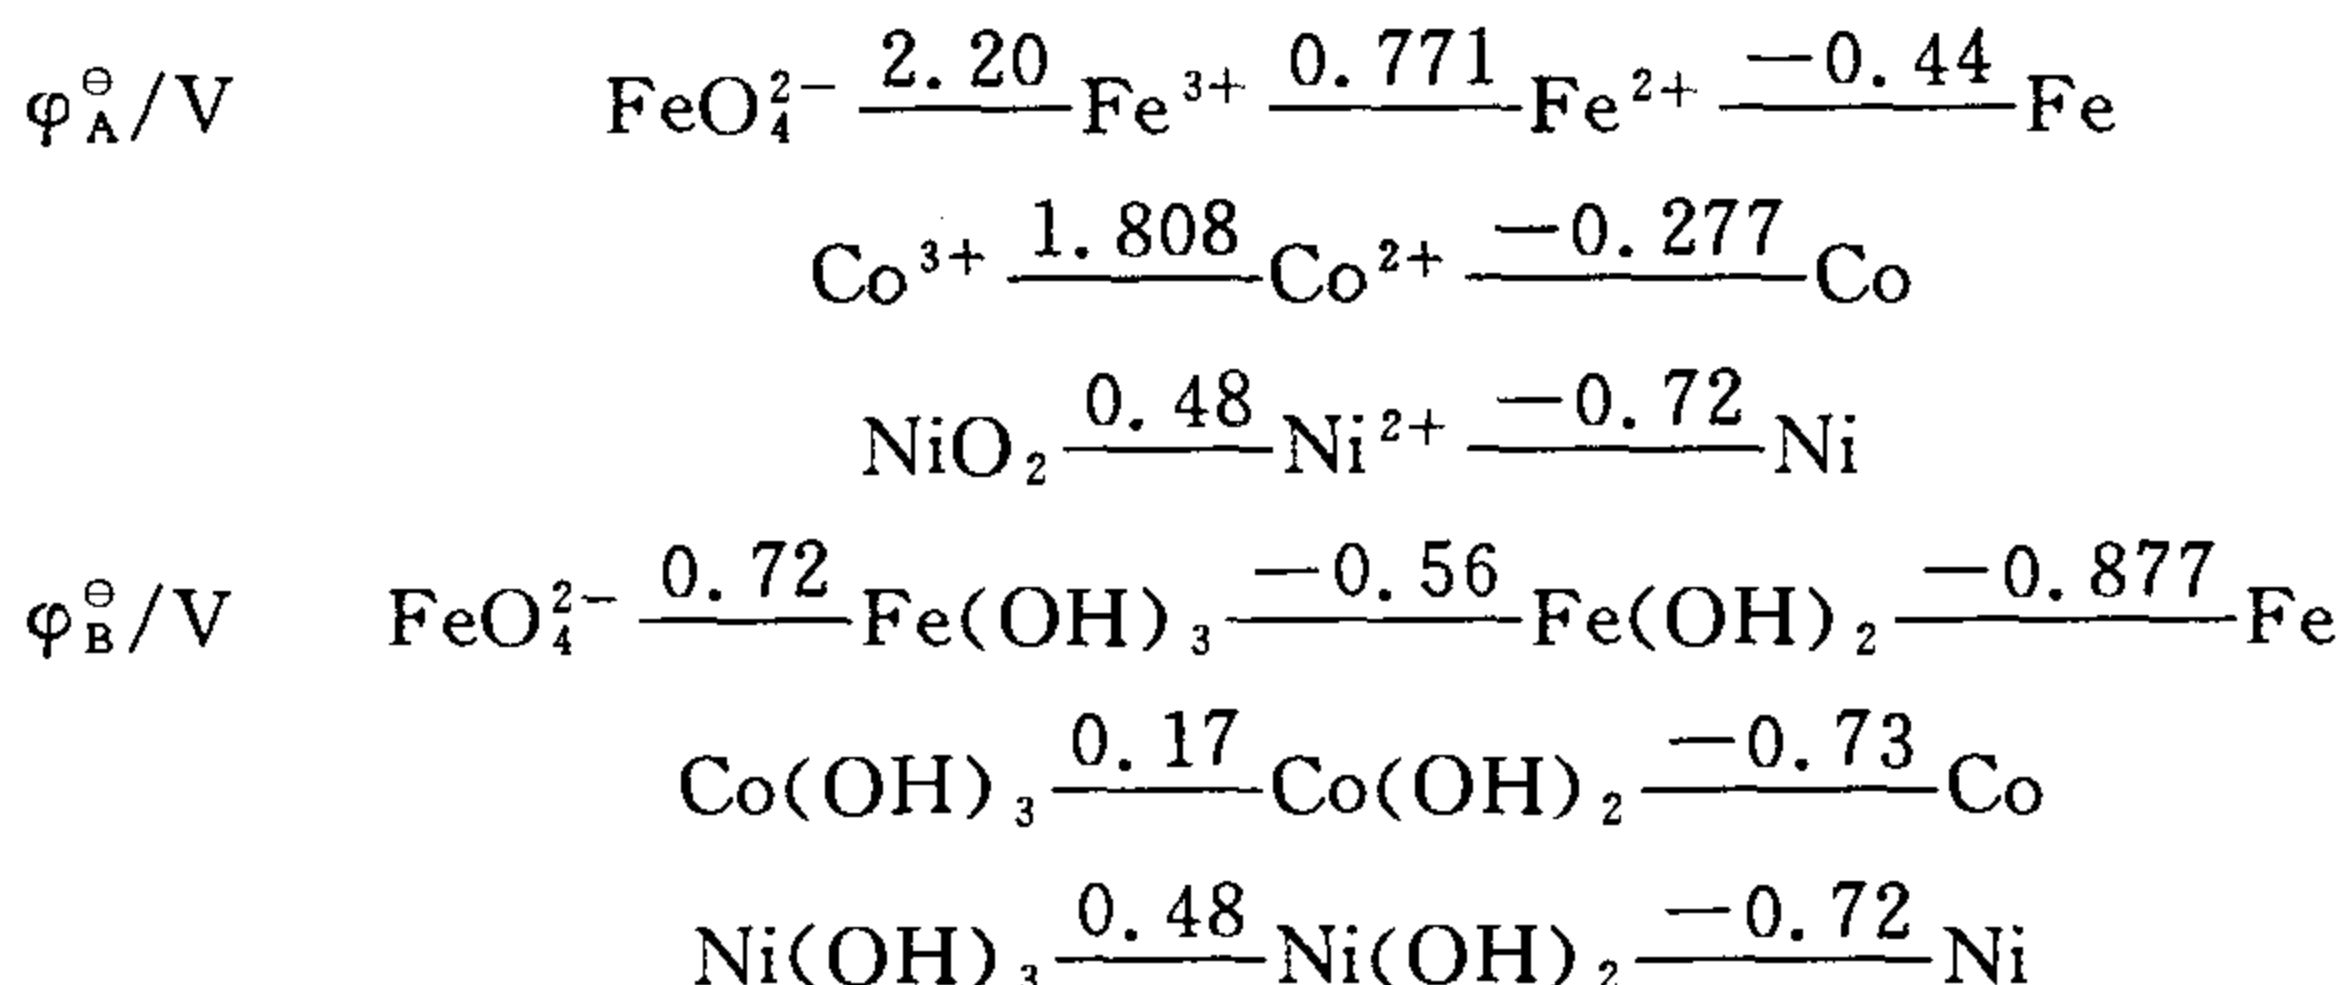 φ_A^⊖/V FeO₄²⁻ 2.20 Fe³⁺ 0.771 Fe²⁺ −0.44 Fe
Co³⁺ 1.808 Co²⁺ −0.277 Co
NiO₂ 0.48 Ni²⁺ −0.72 Ni
φ_B^⊖/V FeO₄²⁻ 0.72 Fe(OH)₃ −0.56 Fe(OH)₂ −0.877 Fe
Co(OH)₃ 0.17 Co(OH)₂ −0.73 Co
Ni(OH)₃ 0.48 Ni(OH)₂ −0.72 Ni